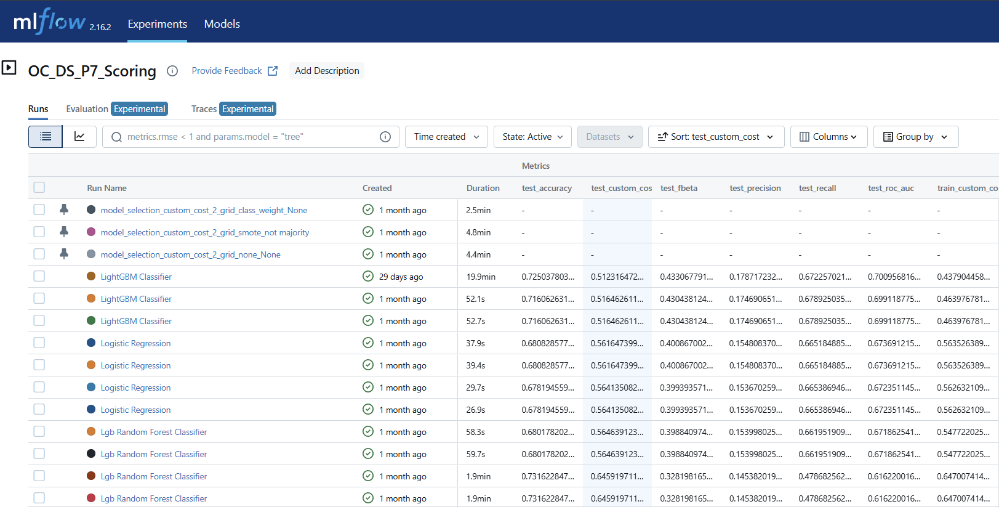 mlflow 2.16.2 Experiments Models
OC_DS_P7_Scoring Provide Feedback Add Description
Runs Evaluation Experimental Traces Experimental
metrics.rmse < 1 and params.model = "tree" Time created State: Active Datasets Sort: test_custom_cost Columns Group by
Metrics
Run Name Created Duration test_accuracy test_custom_cos test_fbeta test_precision test_recall test_roc_auc train_custom_co
model_selection_custom_cost_2_grid_class_weight_None 1 month ago 2.5min - - - - - - -
model_selection_custom_cost_2_grid_smote_not majority 1 month ago 4.8min - - - - - - -
model_selection_custom_cost_2_grid_none_None 1 month ago 4.4min - - - - - - -
LightGBM Classifier 29 days ago 19.9min 0.725037803... 0.512316472... 0.433067791... 0.178717232... 0.672257021... 0.700956816... 0.437904458...
LightGBM Classifier 1 month ago 52.1s 0.716062631... 0.516462611... 0.430438124... 0.174690651... 0.678925035... 0.699118775... 0.463976781...
LightGBM Classifier 1 month ago 52.7s 0.716062631... 0.516462611... 0.430438124... 0.174690651... 0.678925035... 0.699118775... 0.463976781...
Logistic Regression 1 month ago 37.9s 0.680828577... 0.561647399... 0.400867002... 0.154808370... 0.665184885... 0.673691215... 0.563526389...
Logistic Regression 1 month ago 39.4s 0.680828577... 0.561647399... 0.400867002... 0.154808370... 0.665184885... 0.673691215... 0.563526389...
Logistic Regression 1 month ago 29.7s 0.678194559... 0.564135082... 0.399393571... 0.153670259... 0.665386946... 0.672351145... 0.562632109...
Logistic Regression 1 month ago 26.9s 0.678194559... 0.564135082... 0.399393571... 0.153670259... 0.665386946... 0.672351145... 0.562632109...
Lgb Random Forest Classifier 1 month ago 58.3s 0.680178202... 0.564639123... 0.398840974... 0.153998025... 0.661951909... 0.671862541... 0.547722025...
Lgb Random Forest Classifier 1 month ago 59.7s 0.680178202... 0.564639123... 0.398840974... 0.153998025... 0.661951909... 0.671862541... 0.547722025...
Lgb Random Forest Classifier 1 month ago 1.9min 0.731622847... 0.645919711... 0.328198165... 0.145382019... 0.478682562... 0.616220016... 0.647007414...
Lgb Random Forest Classifier 1 month ago 1.9min 0.731622847... 0.645919711... 0.328198165... 0.145382019... 0.478682562... 0.616220016... 0.647007414...